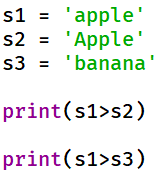 s1 = 'apple'
s2 = 'Apple'
s3 = 'banana'
print(s1>s2)
print(s1>s3)